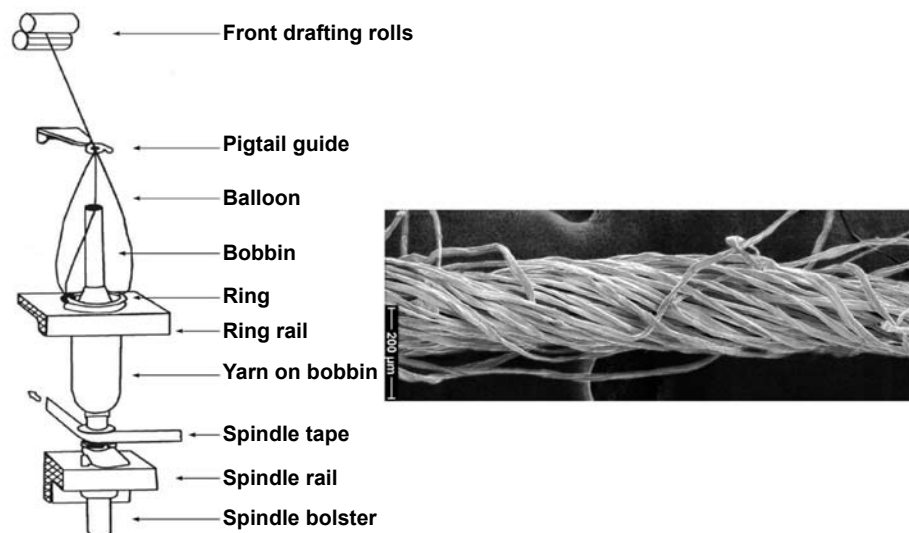 Front drafting rolls
Pigtail guide
Balloon
Bobbin
Ring
Ring rail
Yarn on bobbin
Spindle tape
Spindle rail
Spindle bolster
200 µm